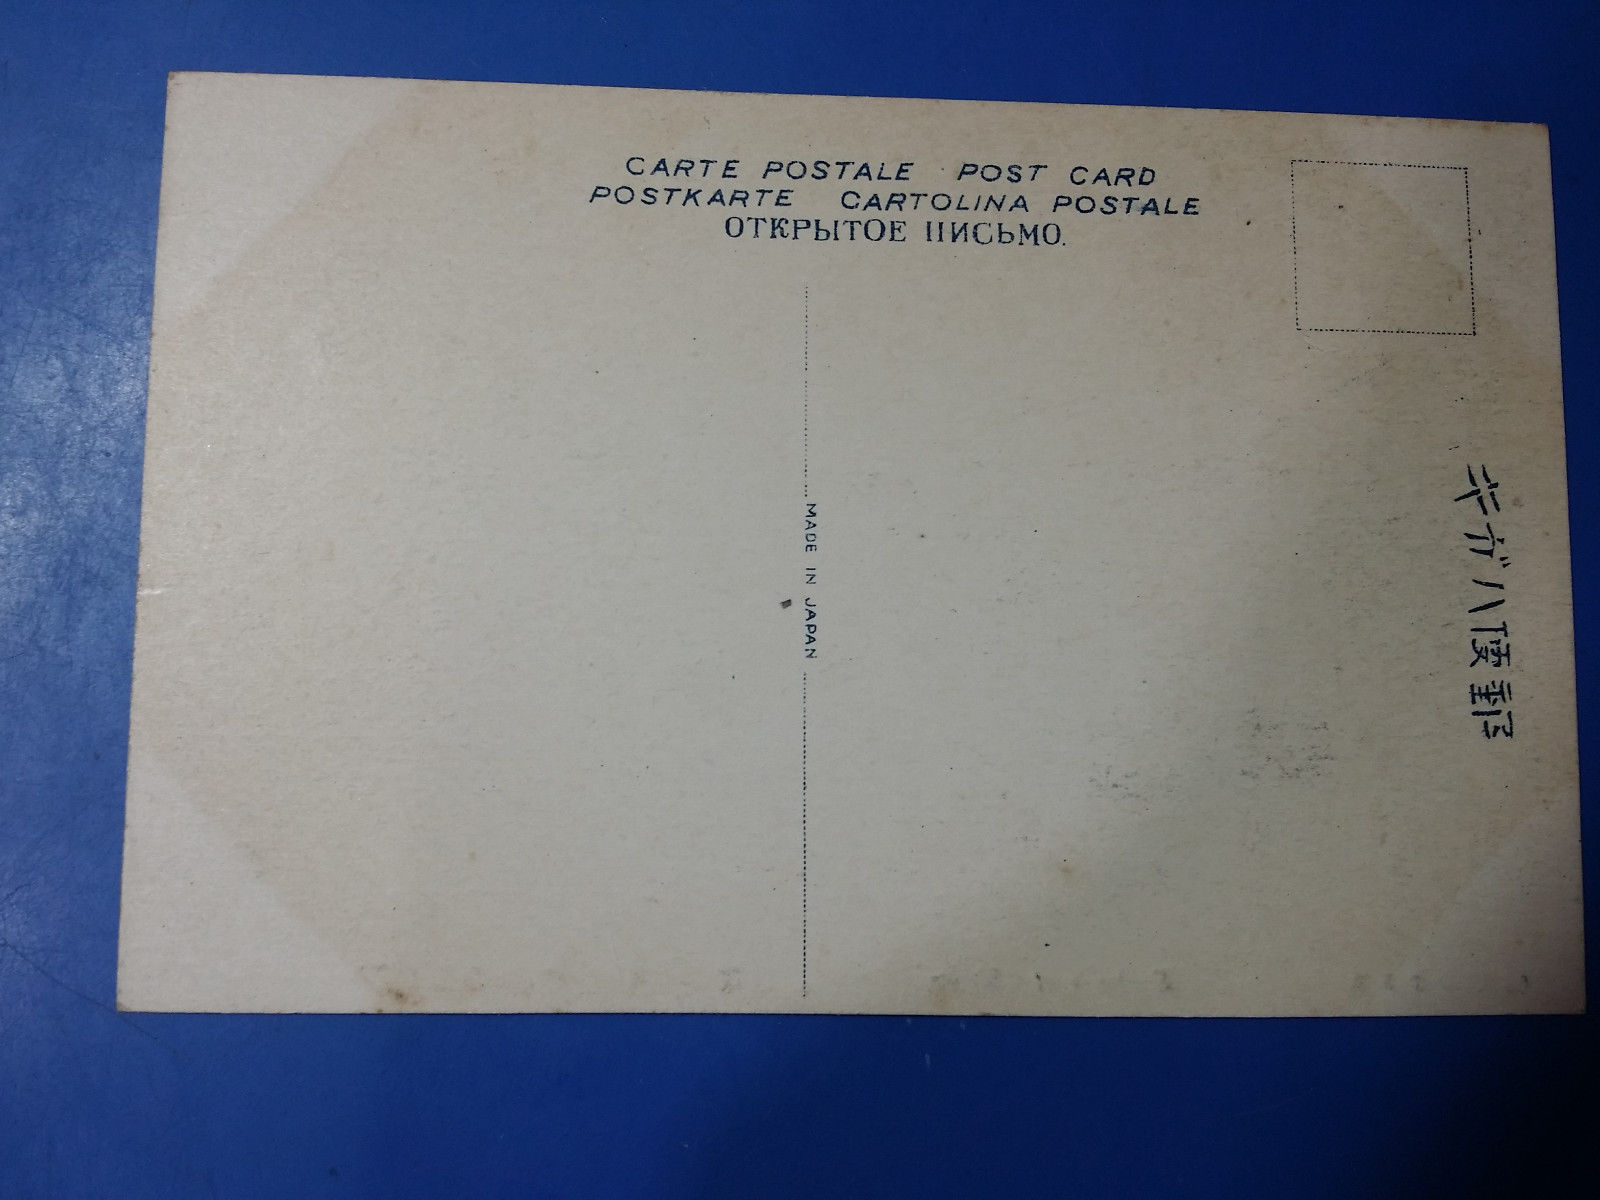 CARTE POSTALE POST CARD
POSTKARTE CARTOLINA POSTALE
ОТКРЫТОЕ ПИСЬМО.
MADE IN JAPAN
郵便ハガキ